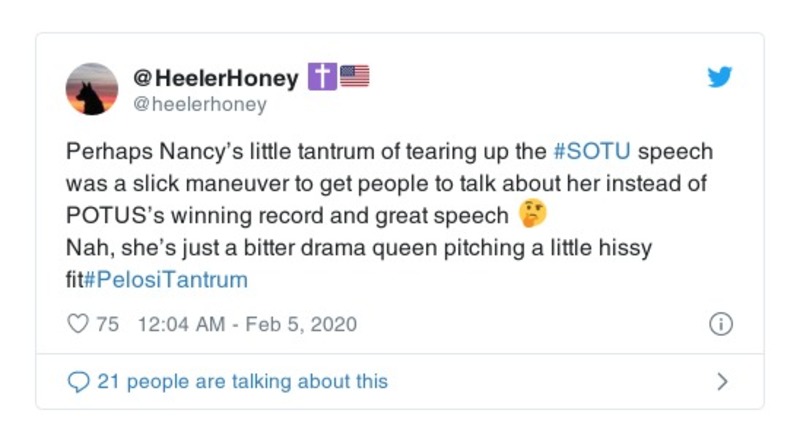 @HeelerHoney ✝️🇺🇸
@heelerhoney
Perhaps Nancy’s little tantrum of tearing up the #SOTU speech
was a slick maneuver to get people to talk about her instead of
POTUS’s winning record and great speech 🤔
Nah, she’s just a bitter drama queen pitching a little hissy
fit#PelosiTantrum
75 12:04 AM - Feb 5, 2020
21 people are talking about this